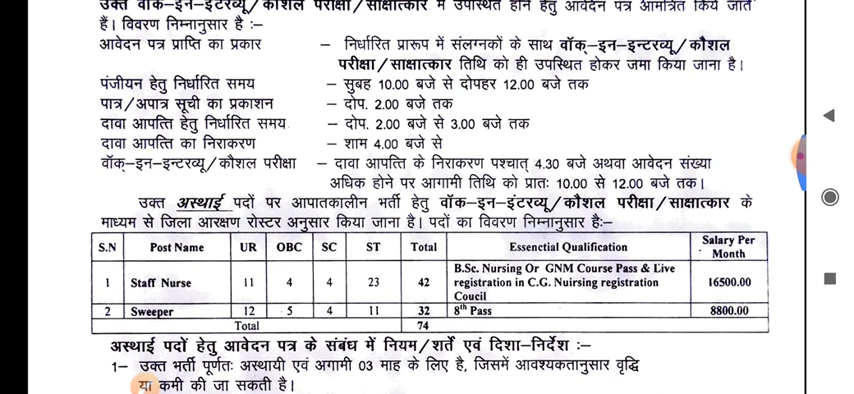 उक्त वॉक-इन-इंटरव्यू/कौशल परीक्षा/साक्षात्कार में उपस्थित होने हेतु आवेदन पत्र आमंत्रित किये जाते
हैं। विवरण निम्नानुसार है :–
आवेदन पत्र प्राप्ति का प्रकार – निर्धारित प्रारूप में संलग्नकों के साथ वॉक्-इन-इन्टरव्यू/कौशल
परीक्षा/साक्षात्कार तिथि को ही उपस्थित होकर जमा किया जाना है।
पंजीयन हेतु निर्धारित समय – सुबह 10.00 बजे से दोपहर 12.00 बजे तक
पात्र/अपात्र सूची का प्रकाशन – दोप. 2.00 बजे तक
दावा आपत्ति हेतु निर्धारित समय – दोप. 2.00 बजे से 3.00 बजे तक
दावा आपत्ति का निराकरण – शाम 4.00 बजे से
वॉक्-इन-इन्टरव्यू/कौशल परीक्षा – दावा आपत्ति के निराकरण पश्चात् 4.30 बजे अथवा आवेदन संख्या
अधिक होने पर आगामी तिथि को प्रातः 10.00 से 12.00 बजे तक।
उक्त अस्थाई पदों पर आपातकालीन भर्ती हेतु वॉक-इन-इंटरव्यू/कौशल परीक्षा/साक्षात्कार के
माध्यम से जिला आरक्षण रोस्टर अनुसार किया जाना है। पदों का विवरण निम्नानुसार है:–
S.N Post Name UR OBC SC ST Total Essenctial Qualification Salary Per Month
1 Staff Nurse 11 4 4 23 42 B.Sc. Nursing Or GNM Course Pass & Live registration in C.G. Nuirsing registration Coucil 16500.00
2 Sweeper 12 5 4 11 32 8th Pass 8800.00
Total 74
अस्थाई पदों हेतु आवेदन पत्र के संबंध में नियम/शर्ते एवं दिशा-निर्देश :–
1– उक्त भर्ती पूर्णतः अस्थायी एवं अगामी 03 माह के लिए है, जिसमें आवश्यकतानुसार वृद्धि
या कमी की जा सकती है।